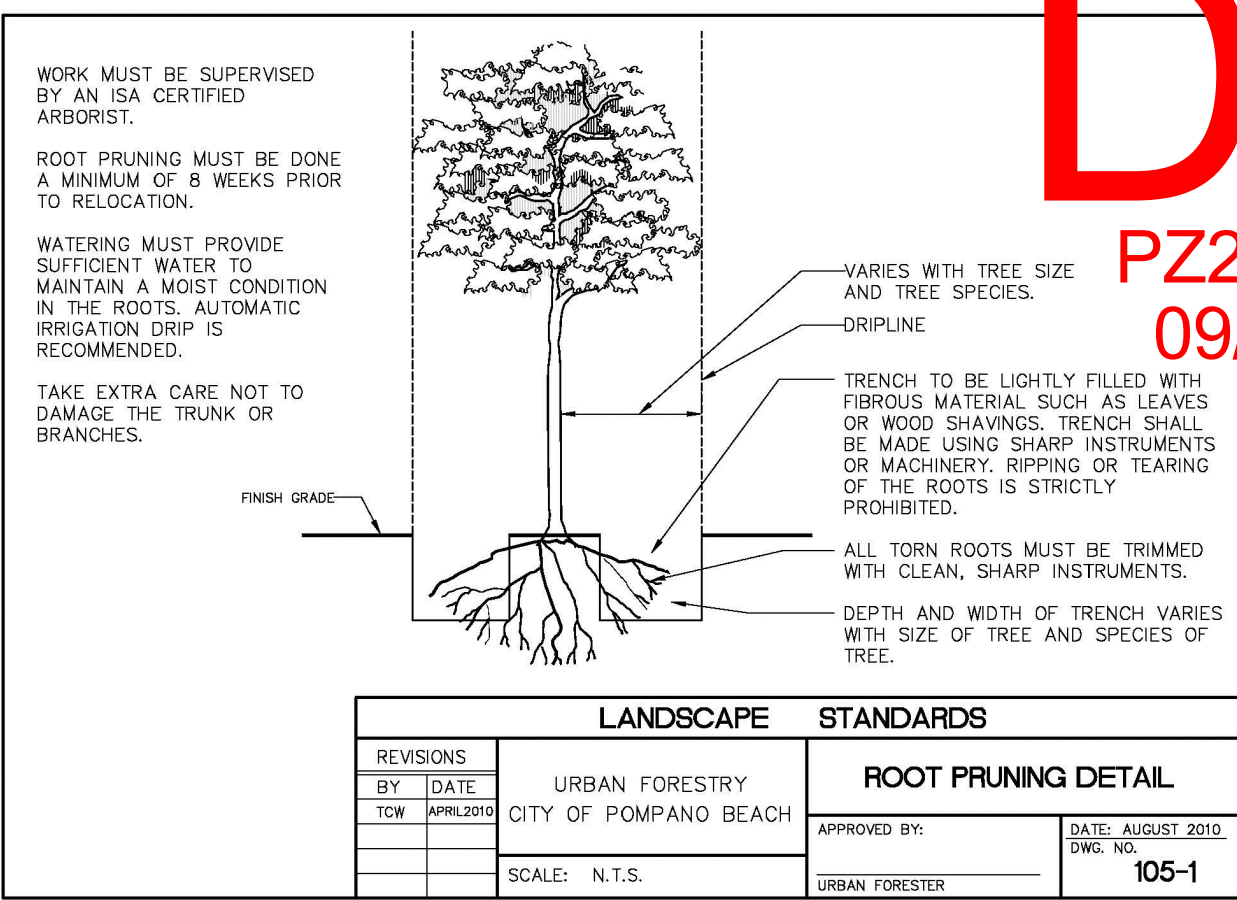 WORK MUST BE SUPERVISED
BY AN ISA CERTIFIED
ARBORIST.
ROOT PRUNING MUST BE DONE
A MINIMUM OF 8 WEEKS PRIOR
TO RELOCATION.
WATERING MUST PROVIDE
SUFFICIENT WATER TO
MAINTAIN A MOIST CONDITION
IN THE ROOTS. AUTOMATIC
IRRIGATION DRIP IS
RECOMMENDED.
TAKE EXTRA CARE NOT TO
DAMAGE THE TRUNK OR
BRANCHES.
FINISH GRADE
D
PZ2
09/
VARIES WITH TREE SIZE
AND TREE SPECIES.
DRIPLINE
TRENCH TO BE LIGHTLY FILLED WITH
FIBROUS MATERIAL SUCH AS LEAVES
OR WOOD SHAVINGS. TRENCH SHALL
BE MADE USING SHARP INSTRUMENTS
OR MACHINERY. RIPPING OR TEARING
OF THE ROOTS IS STRICTLY
PROHIBITED.
ALL TORN ROOTS MUST BE TRIMMED
WITH CLEAN, SHARP INSTRUMENTS.
DEPTH AND WIDTH OF TRENCH VARIES
WITH SIZE OF TREE AND SPECIES OF
TREE.
LANDSCAPE STANDARDS
REVISIONS
BY DATE
TCW APRIL2010
URBAN FORESTRY
CITY OF POMPANO BEACH
SCALE: N.T.S.
ROOT PRUNING DETAIL
APPROVED BY:
URBAN FORESTER
DATE: AUGUST 2010
DWG. NO.
105-1